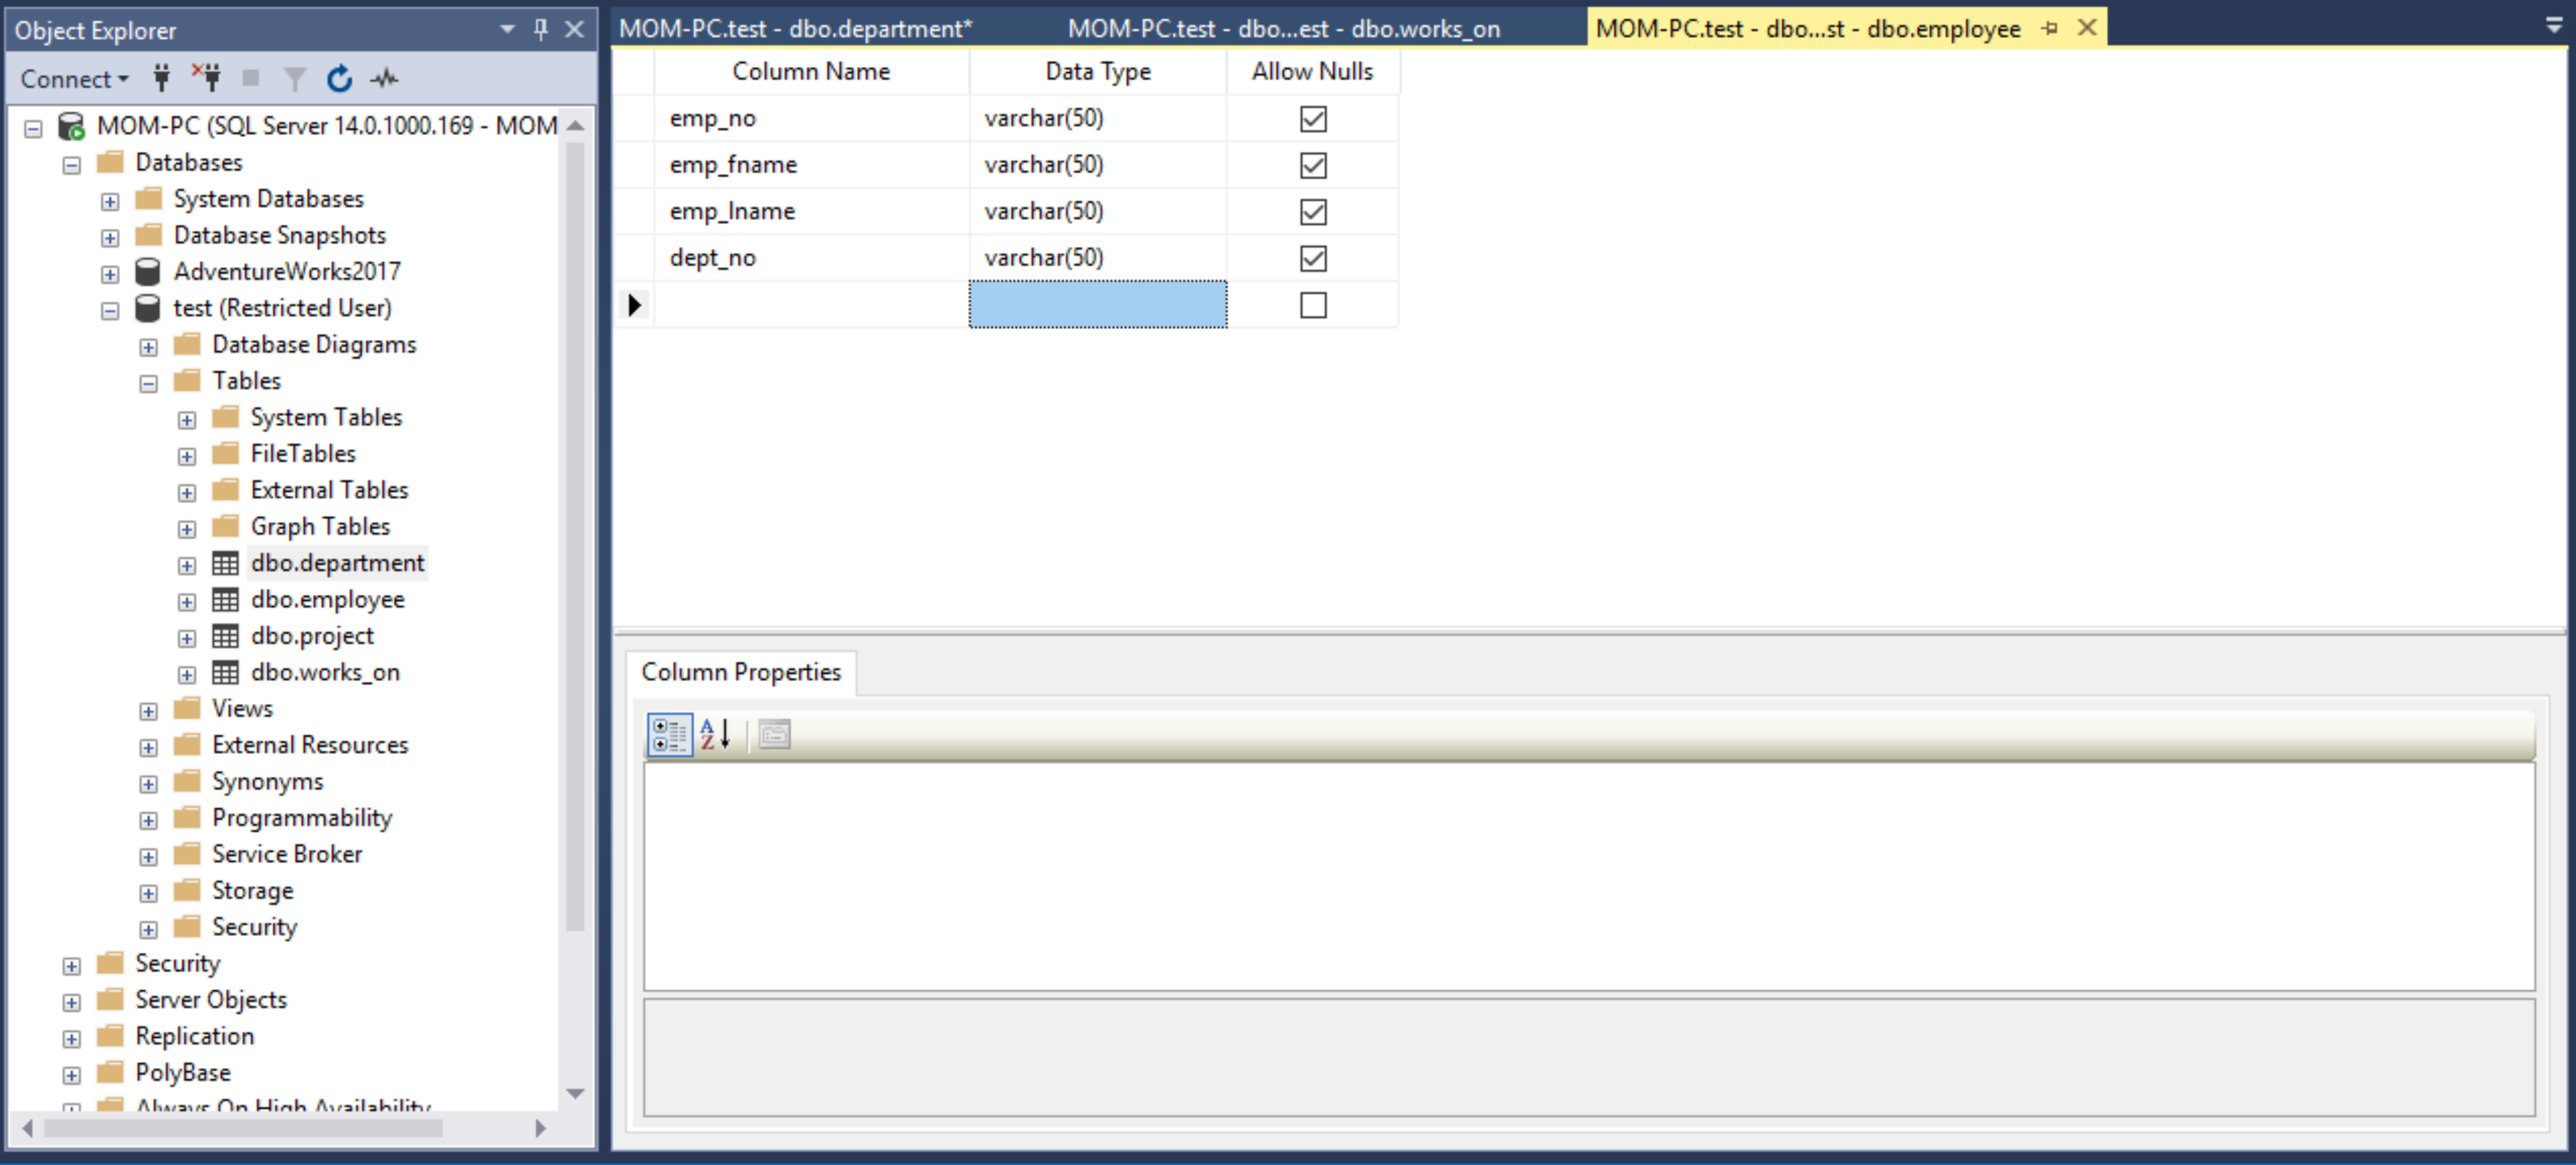 Object Explorer
Connect
MOM-PC (SQL Server 14.0.1000.169 - MOM
Databases
System Databases
Database Snapshots
AdventureWorks2017
test (Restricted User)
Database Diagrams
Tables
System Tables
FileTables
External Tables
Graph Tables
dbo.department
dbo.employee
dbo.project
dbo.works_on
Views
External Resources
Synonyms
Programmability
Service Broker
Storage
Security
Security
Server Objects
Replication
PolyBase
Always On High Availability
MOM-PC.test - dbo.department*
MOM-PC.test - dbo...est - dbo.works_on
MOM-PC.test - dbo...st - dbo.employee
Column Name Data Type Allow Nulls
emp_no varchar(50)
emp_fname varchar(50)
emp_lname varchar(50)
dept_no varchar(50)
Column Properties